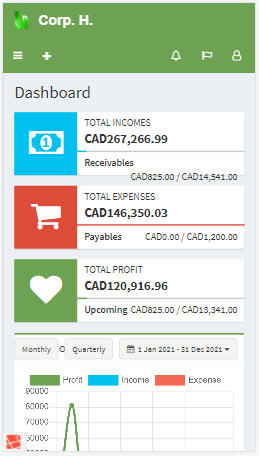 Corp. H.
Dashboard
TOTAL INCOMES
CAD267,266.99
Receivables
CAD825.00 / CAD14,541.00
TOTAL EXPENSES
CAD146,350.03
Payables CAD0.00 / CAD1,200.00
TOTAL PROFIT
CAD120,916.96
Upcoming CAD825.00 / CAD13,341.00
Monthly Quarterly 1 Jan 2021 - 31 Dec 2021
Profit Income Expense
90000
80000
70000
60000
50000